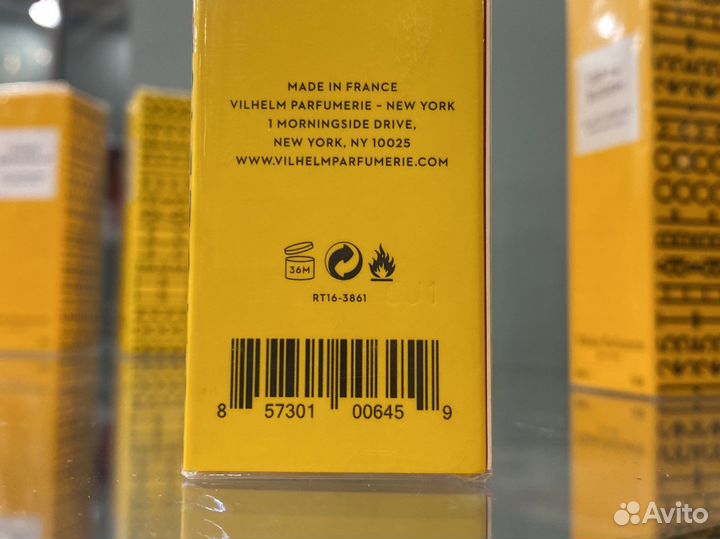 MADE IN FRANCE
VILHELM PARFUMERIE – NEW YORK
1 MORNINGSIDE DRIVE,
NEW YORK, NY 10025
WWW.VILHELMPARFUMERIE.COM
36M
RT16-3861
8 57301 00645 9
Avito